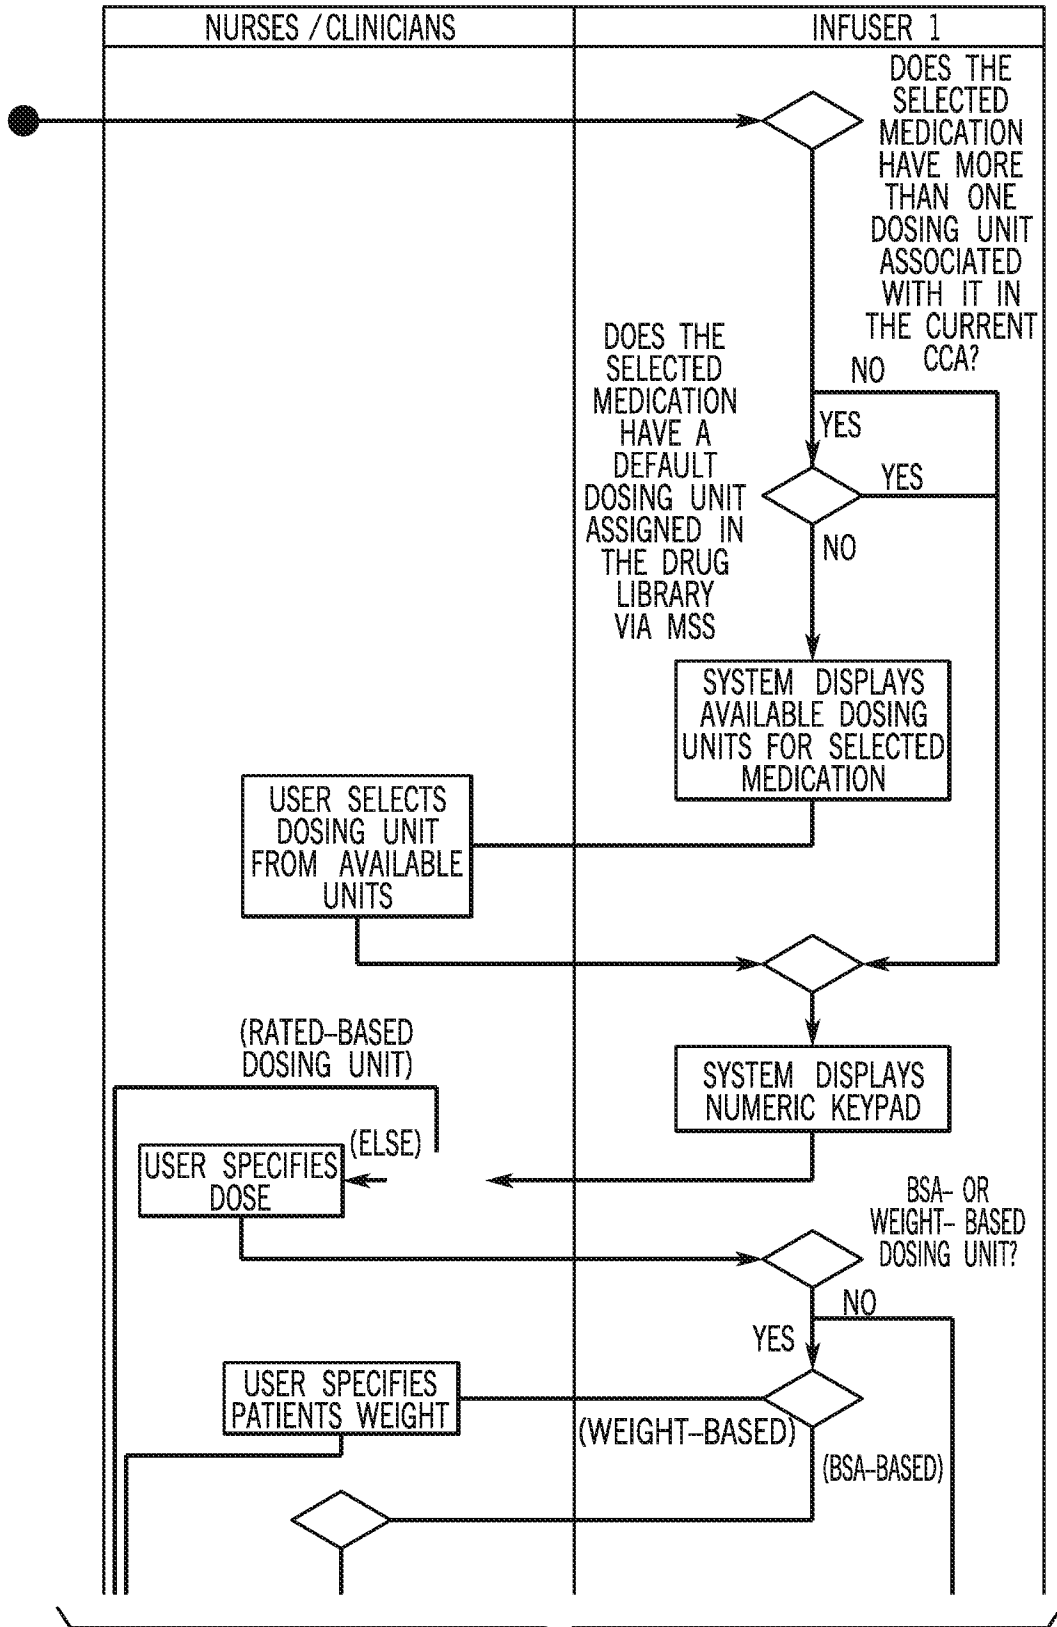 NURSES / CLINICIANS
INFUSER 1
DOES THE
SELECTED
MEDICATION
HAVE MORE
THAN ONE
DOSING UNIT
ASSOCIATED
WITH IT IN
THE CURRENT
CCA?
NO
YES
DOES THE
SELECTED
MEDICATION
HAVE A
DEFAULT
DOSING UNIT
ASSIGNED IN
THE DRUG
LIBRARY
VIA MSS
YES
NO
SYSTEM DISPLAYS
AVAILABLE DOSING
UNITS FOR SELECTED
MEDICATION
USER SELECTS
DOSING UNIT
FROM AVAILABLE
UNITS
(RATED-BASED
DOSING UNIT)
SYSTEM DISPLAYS
NUMERIC KEYPAD
(ELSE)
USER SPECIFIES
DOSE
BSA- OR
WEIGHT- BASED
DOSING UNIT?
NO
YES
USER SPECIFIES
PATIENTS WEIGHT
(WEIGHT-BASED)
(BSA-BASED)